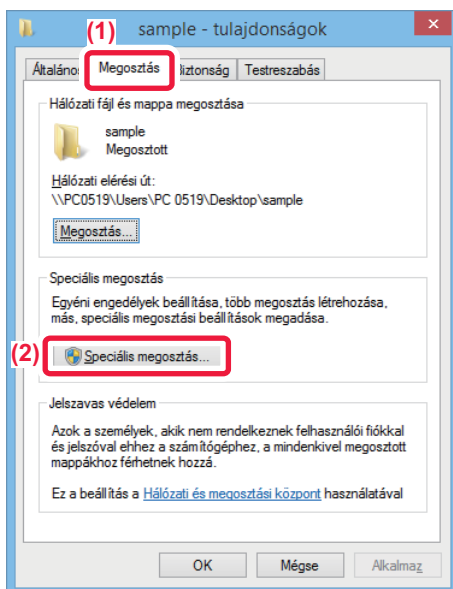 (1)
sample - tulajdonságok
Általános Megosztás Biztonság Testreszabás
Hálózati fájl és mappa megosztása
sample
Megosztott
Hálózati elérési út:
\\PC0519\Users\PC 0519\Desktop\sample
Megosztás...
Speciális megosztás
Egyéni engedélyek beállítása, több megosztás létrehozása,
más, speciális megosztási beállítások megadása.
(2)
Speciális megosztás...
Jelszavas védelem
Azok a személyek, akik nem rendelkeznek felhasználói fiókkal
és jelszóval ehhez a számítógéphez, a mindenkivel megosztott
mappákhoz férhetnek hozzá.
Ez a beállítás a Hálózati és megosztási központ használatával
OK Mégse Alkalmaz